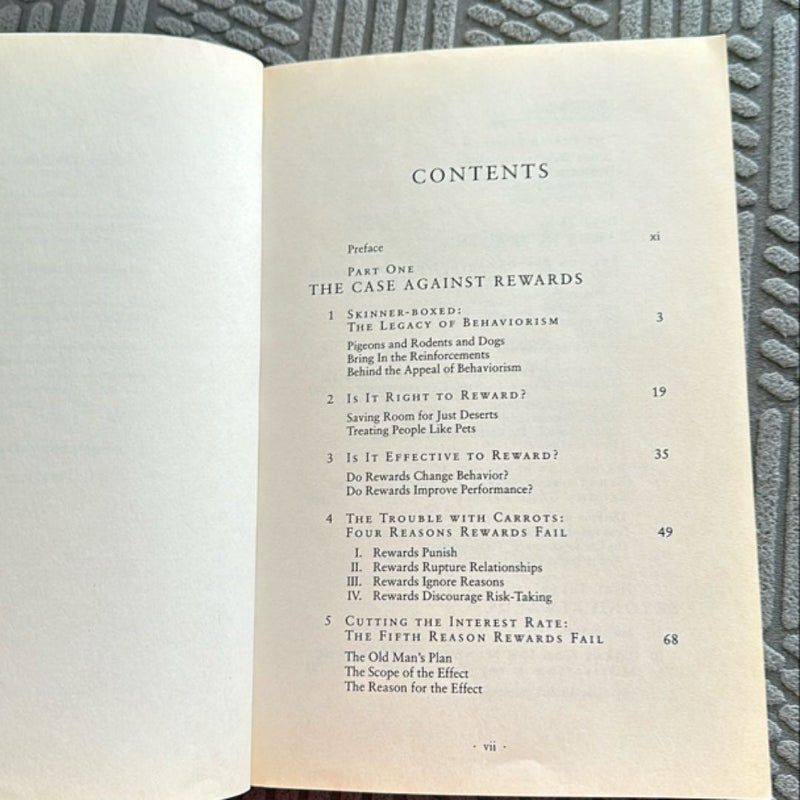 CONTENTS
Preface xi
PART ONE
THE CASE AGAINST REWARDS
1 SKINNER-BOXED:
THE LEGACY OF BEHAVIORISM 3
Pigeons and Rodents and Dogs
Bring In the Reinforcements
Behind the Appeal of Behaviorism
2 IS IT RIGHT TO REWARD? 19
Saving Room for Just Deserts
Treating People Like Pets
3 IS IT EFFECTIVE TO REWARD? 35
Do Rewards Change Behavior?
Do Rewards Improve Performance?
4 THE TROUBLE WITH CARROTS:
FOUR REASONS REWARDS FAIL 49
I. Rewards Punish
II. Rewards Rupture Relationships
III. Rewards Ignore Reasons
IV. Rewards Discourage Risk-Taking
5 CUTTING THE INTEREST RATE:
THE FIFTH REASON REWARDS FAIL 68
The Old Man's Plan
The Scope of the Effect
The Reason for the Effect
· vii ·